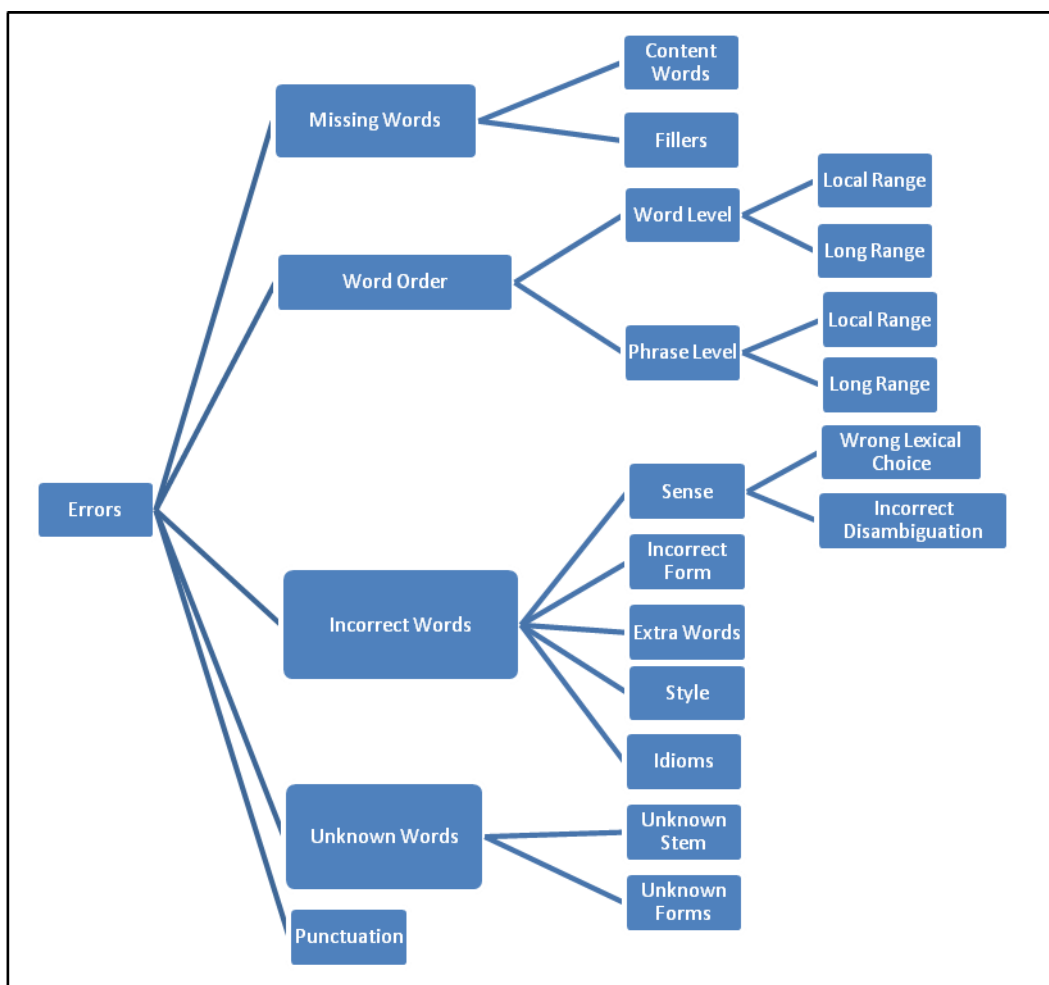 Content
Words
Missing Words
Fillers
Local Range
Word Level
Long Range
Word Order
Local Range
Phrase Level
Long Range
Wrong Lexical
Choice
Sense
Incorrect
Disambiguation
Errors
Incorrect
Form
Incorrect Words
Extra Words
Style
Idioms
Unknown
Stem
Unknown Words
Unknown
Forms
Punctuation